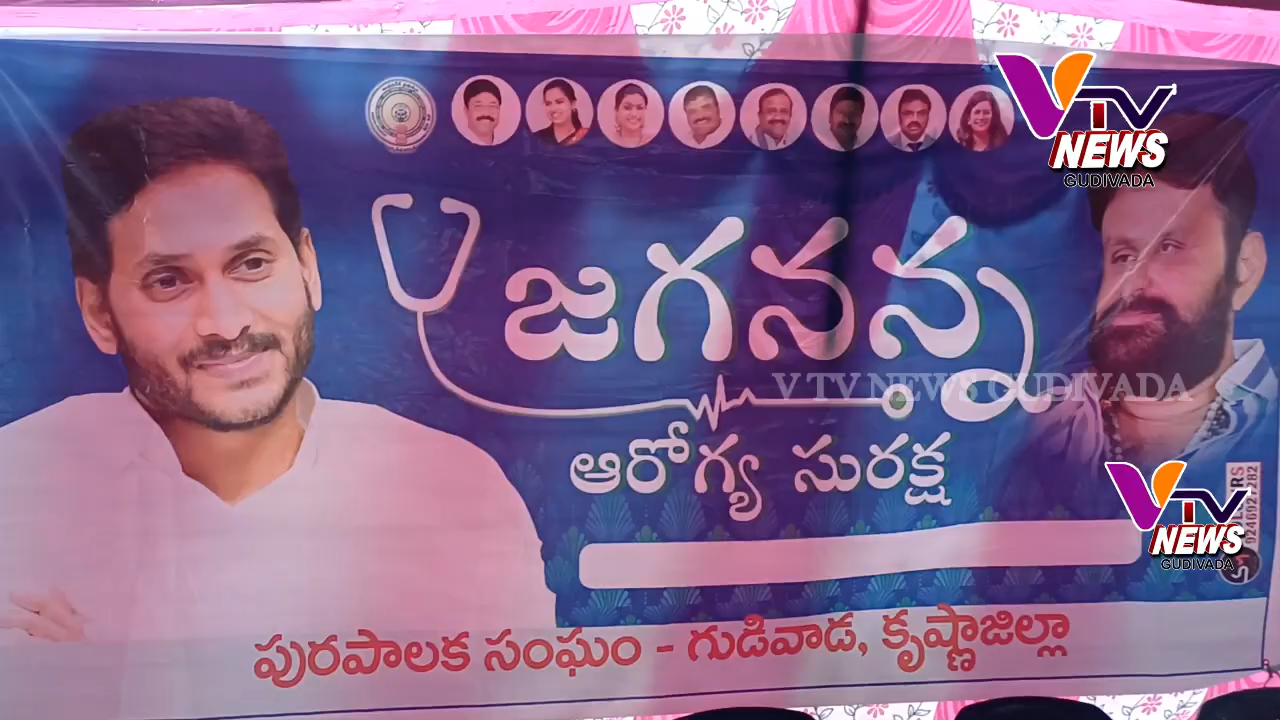 VTV
NEWS
GUDIVADA
జగనన్న
V TV NEWS GUDIVADA
ఆరోగ్య సురక్ష
VTV
NEWS
GUDIVADA
పురపాలక సంఘం - గుడివాడ, కృష్ణాజిల్లా